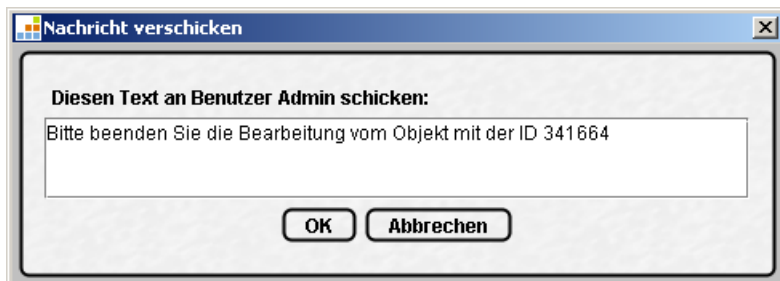 Nachricht verschicken
Diesen Text an Benutzer Admin schicken:
Bitte beenden Sie die Bearbeitung vom Objekt mit der ID 341664
OK Abbrechen